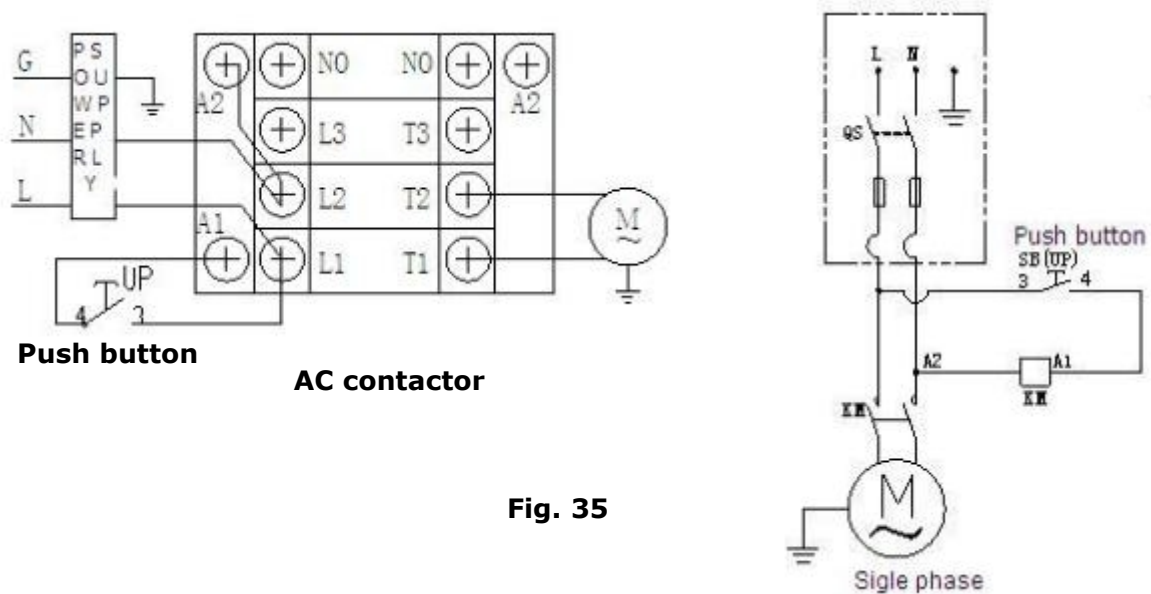 G
N
L
PS
OU
WP
EP
RL
Y
A2
NO
NO
A2
L3
T3
L2
T2
A1
L1
T1
M
UP
4
3
Push button
AC contactor
L
N
QS
Push button
SB(UP)
3
4
A2
A1
KM
KM
M
Sigle phase
Fig. 35